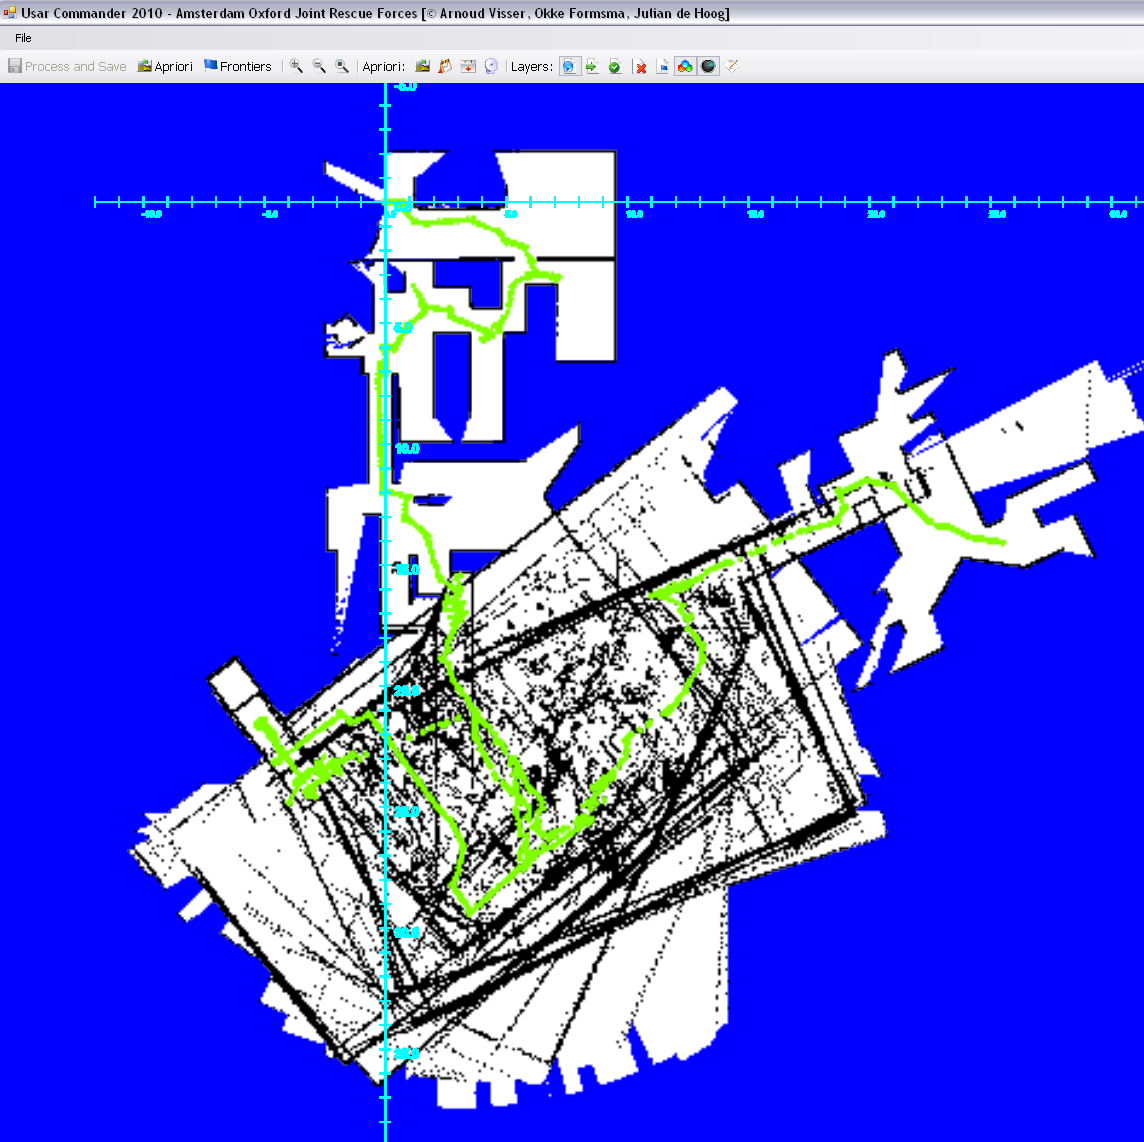 Usar Commander 2010 - Amsterdam Oxford Joint Rescue Forces [© Arnoud Visser, Okke Formsma, Julian de Hoog]
File
Process and Save Apriori Frontiers Apriori: Layers:
-5.0
-10.0 -5.0 5.0 10.0 15.0 20.0 25.0 30.0
5.0
10.0
15.0
20.0
25.0
30.0
35.0